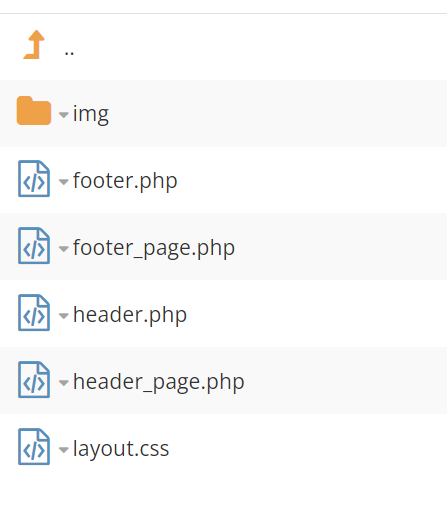 ..
img
footer.php
footer_page.php
header.php
header_page.php
layout.css